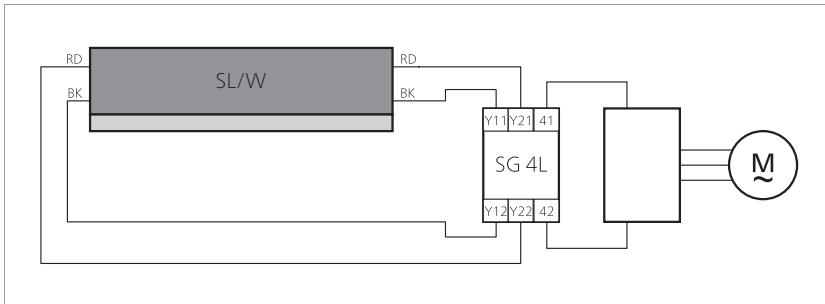 RD RD
SL/W
BK BK
Y11 Y21 41
SG 4L
M
~
Y12 Y22 42